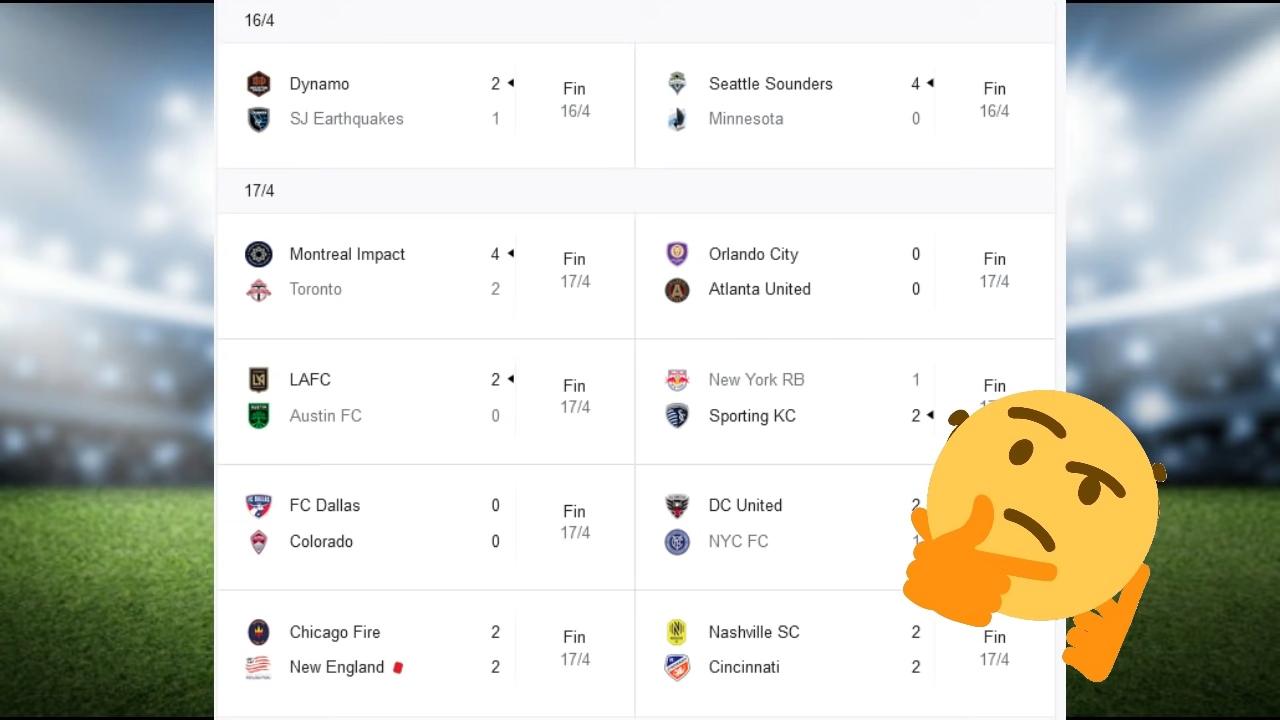 16/4
Dynamo 2 Fin
SJ Earthquakes 1 16/4
Seattle Sounders 4 Fin
Minnesota 0 16/4
17/4
Montreal Impact 4 Fin
Toronto 2 17/4
Orlando City 0 Fin
Atlanta United 0 17/4
LAFC 2 Fin
Austin FC 0 17/4
New York RB 1 Fin
Sporting KC 2
FC Dallas 0 Fin
Colorado 0 17/4
DC United 2
NYC FC 1
Chicago Fire 2 Fin
New England 2 17/4
Nashville SC 2 Fin
Cincinnati 2 17/4